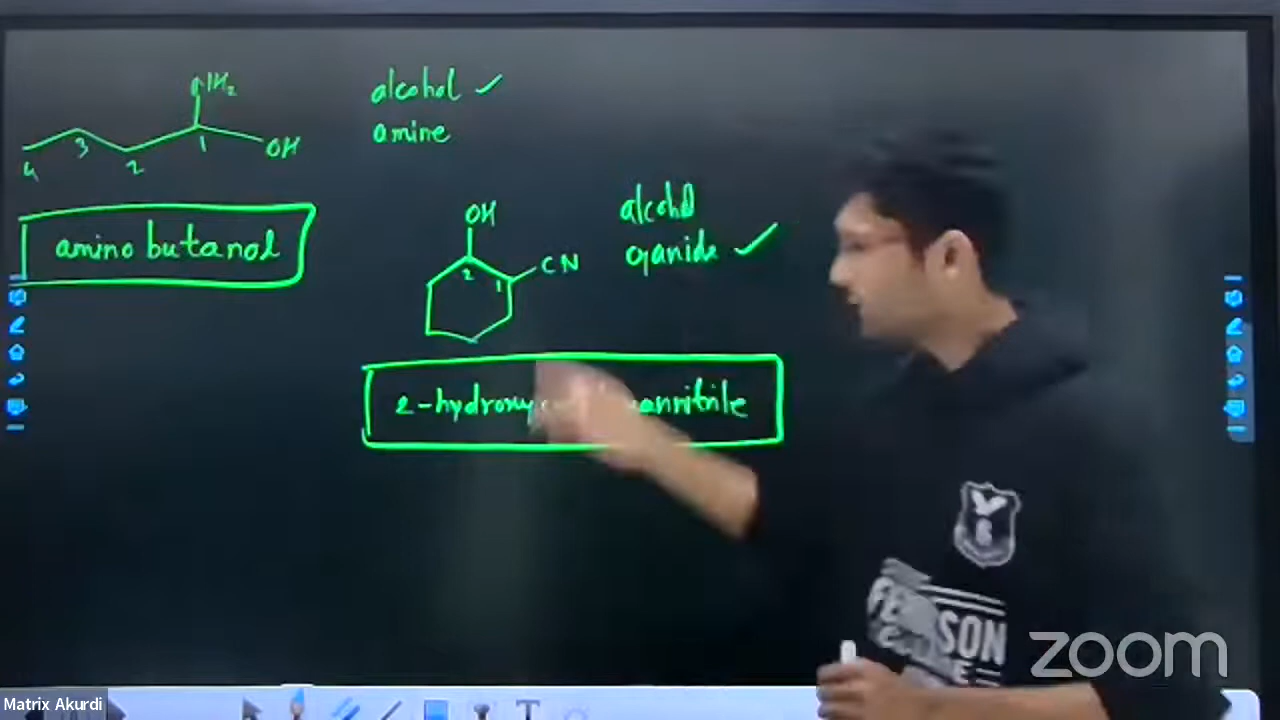 NH₂
OH
4 3 2 1
amino butanol
alcohol ✓
amine
OH
2 1 CN
alcohol
cyanide ✓
2-hydroxy
nitrile
SON
zoom
Matrix Akurdi
T